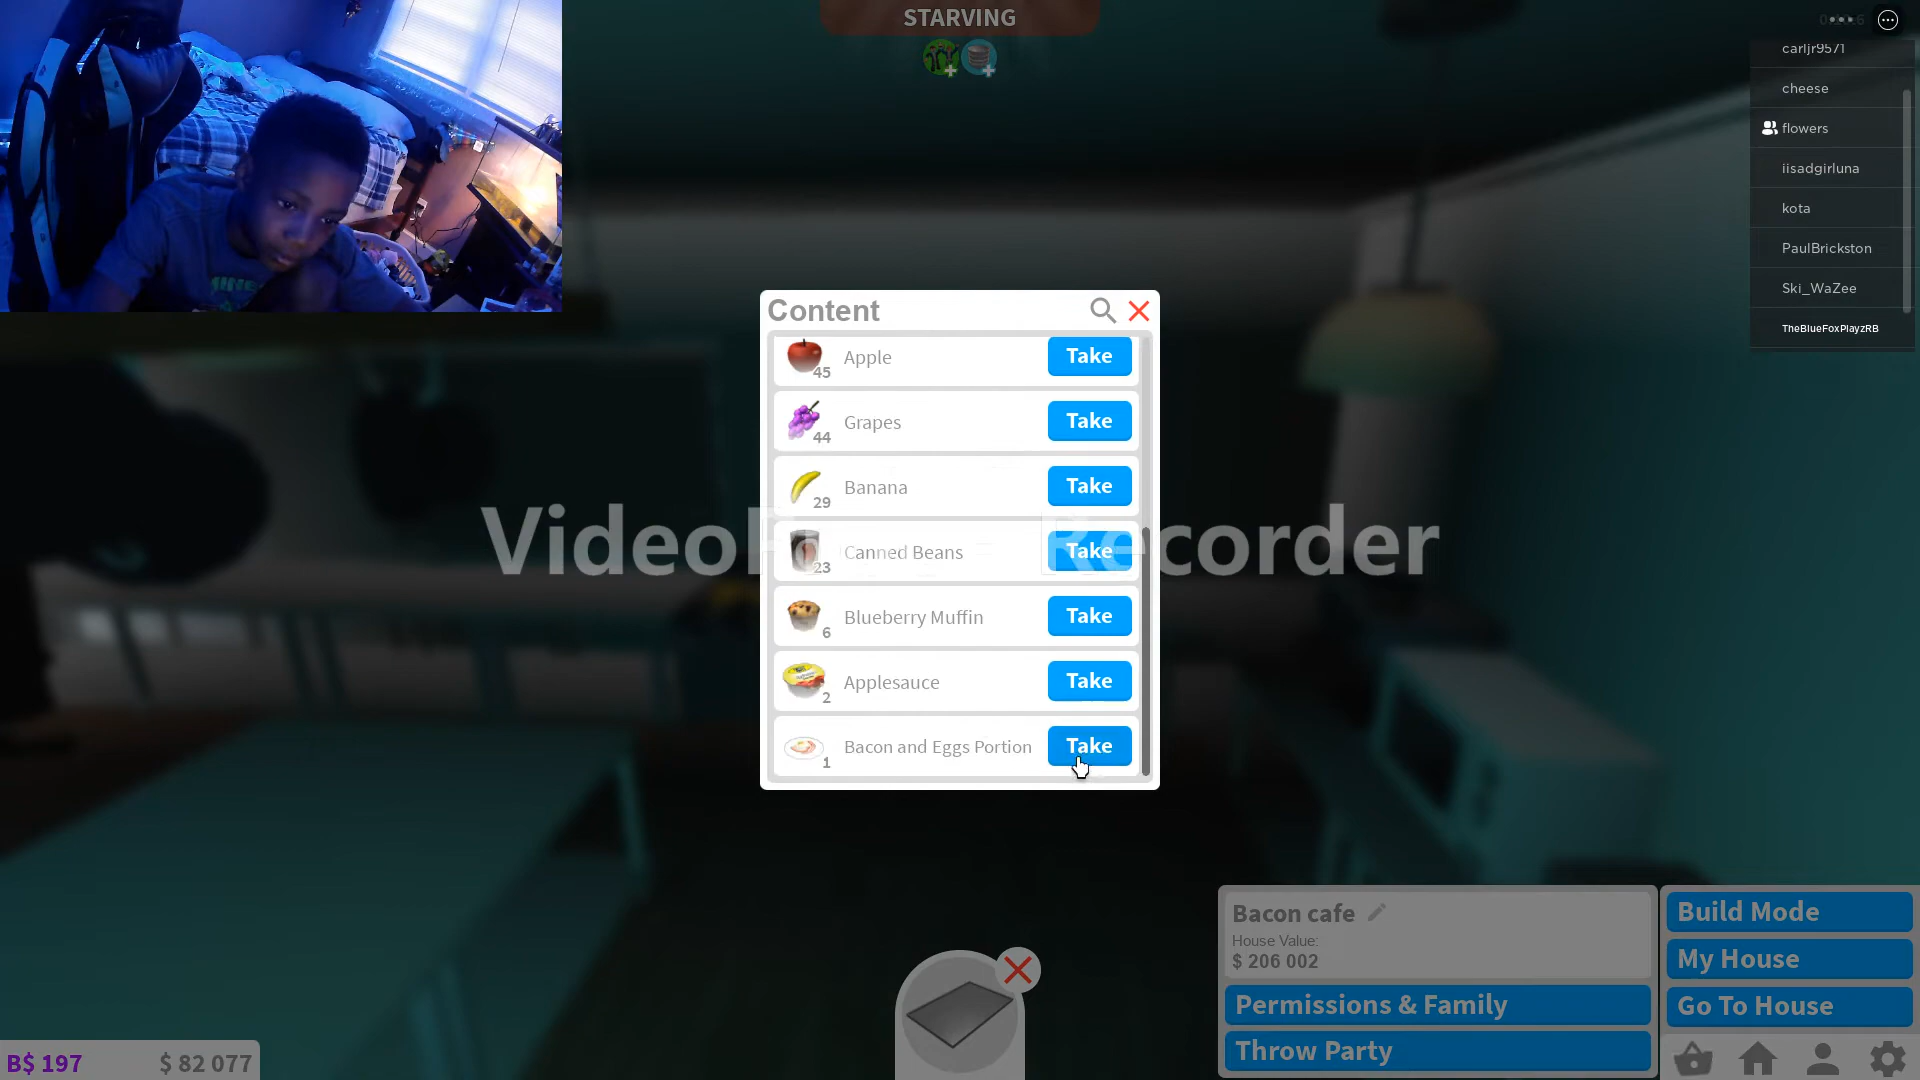 STARVING
carljr9571
cheese
flowers
iisadgirluna
kota
PaulBrickston
Ski_WaZee
TheBlueFoxPlayzRB
Content
Apple 45 Take
Grapes 44 Take
Banana 29 Take
Canned Beans 23 Take
Blueberry Muffin 6 Take
Applesauce 2 Take
Bacon and Eggs Portion 1 Take
Recorder
Bacon cafe
House Value:
$ 206 002
Permissions & Family
Throw Party
Build Mode
My House
Go To House
B$ 197
$ 82 077